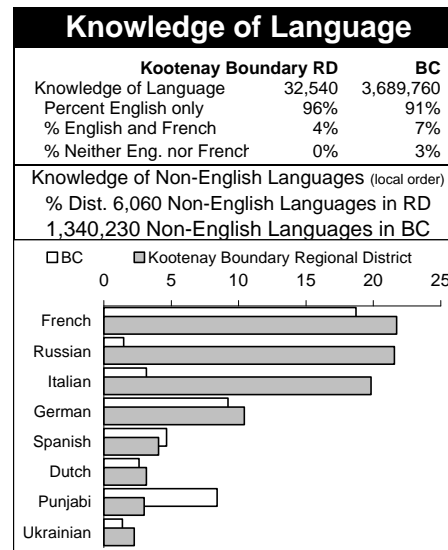 Knowledge of Language
Kootenay Boundary RD BC
Knowledge of Language 32,540 3,689,760
Percent English only 96% 91%
% English and French 4% 7%
% Neither Eng. nor French 0% 3%
Knowledge of Non-English Languages (local order)
% Dist. 6,060 Non-English Languages in RD
1,340,230 Non-English Languages in BC
BC Kootenay Boundary Regional District
0 5 10 15 20 25
French
Russian
Italian
German
Spanish
Dutch
Punjabi
Ukrainian